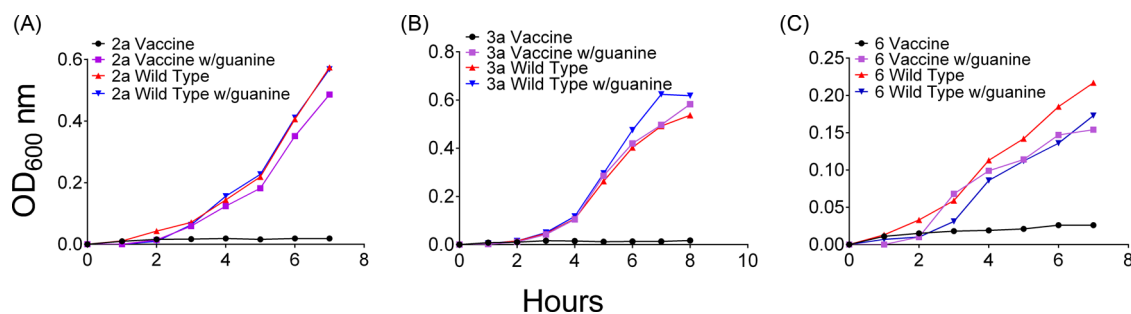 (A)
2a Vaccine
2a Vaccine w/guanine
2a Wild Type
2a Wild Type w/guanine
0.6
0.4
0.2
0.0
0 2 4 6 8
(B)
3a Vaccine
3a Vaccine w/guanine
3a Wild Type
3a Wild Type w/guanine
0.8
0.6
0.4
0.2
0.0
0 2 4 6 8 10
(C)
6 Vaccine
6 Vaccine w/guanine
6 Wild Type
6 Wild Type w/guanine
0.25
0.20
0.15
0.10
0.05
0.00
0 2 4 6 8
OD600 nm
Hours